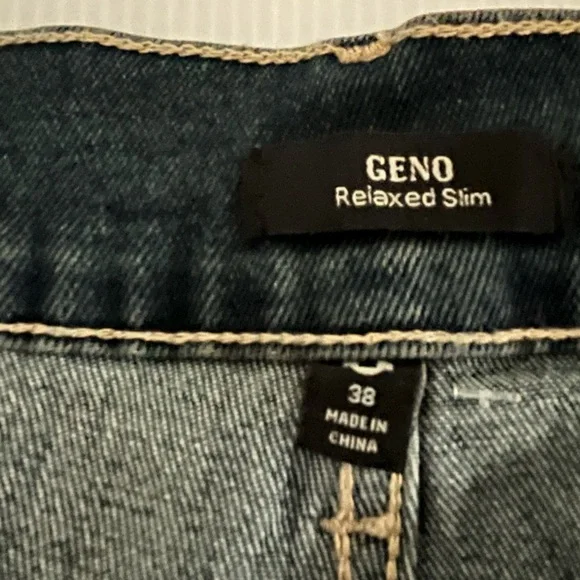 GENO
Relaxed Slim
38
MADE IN
CHINA